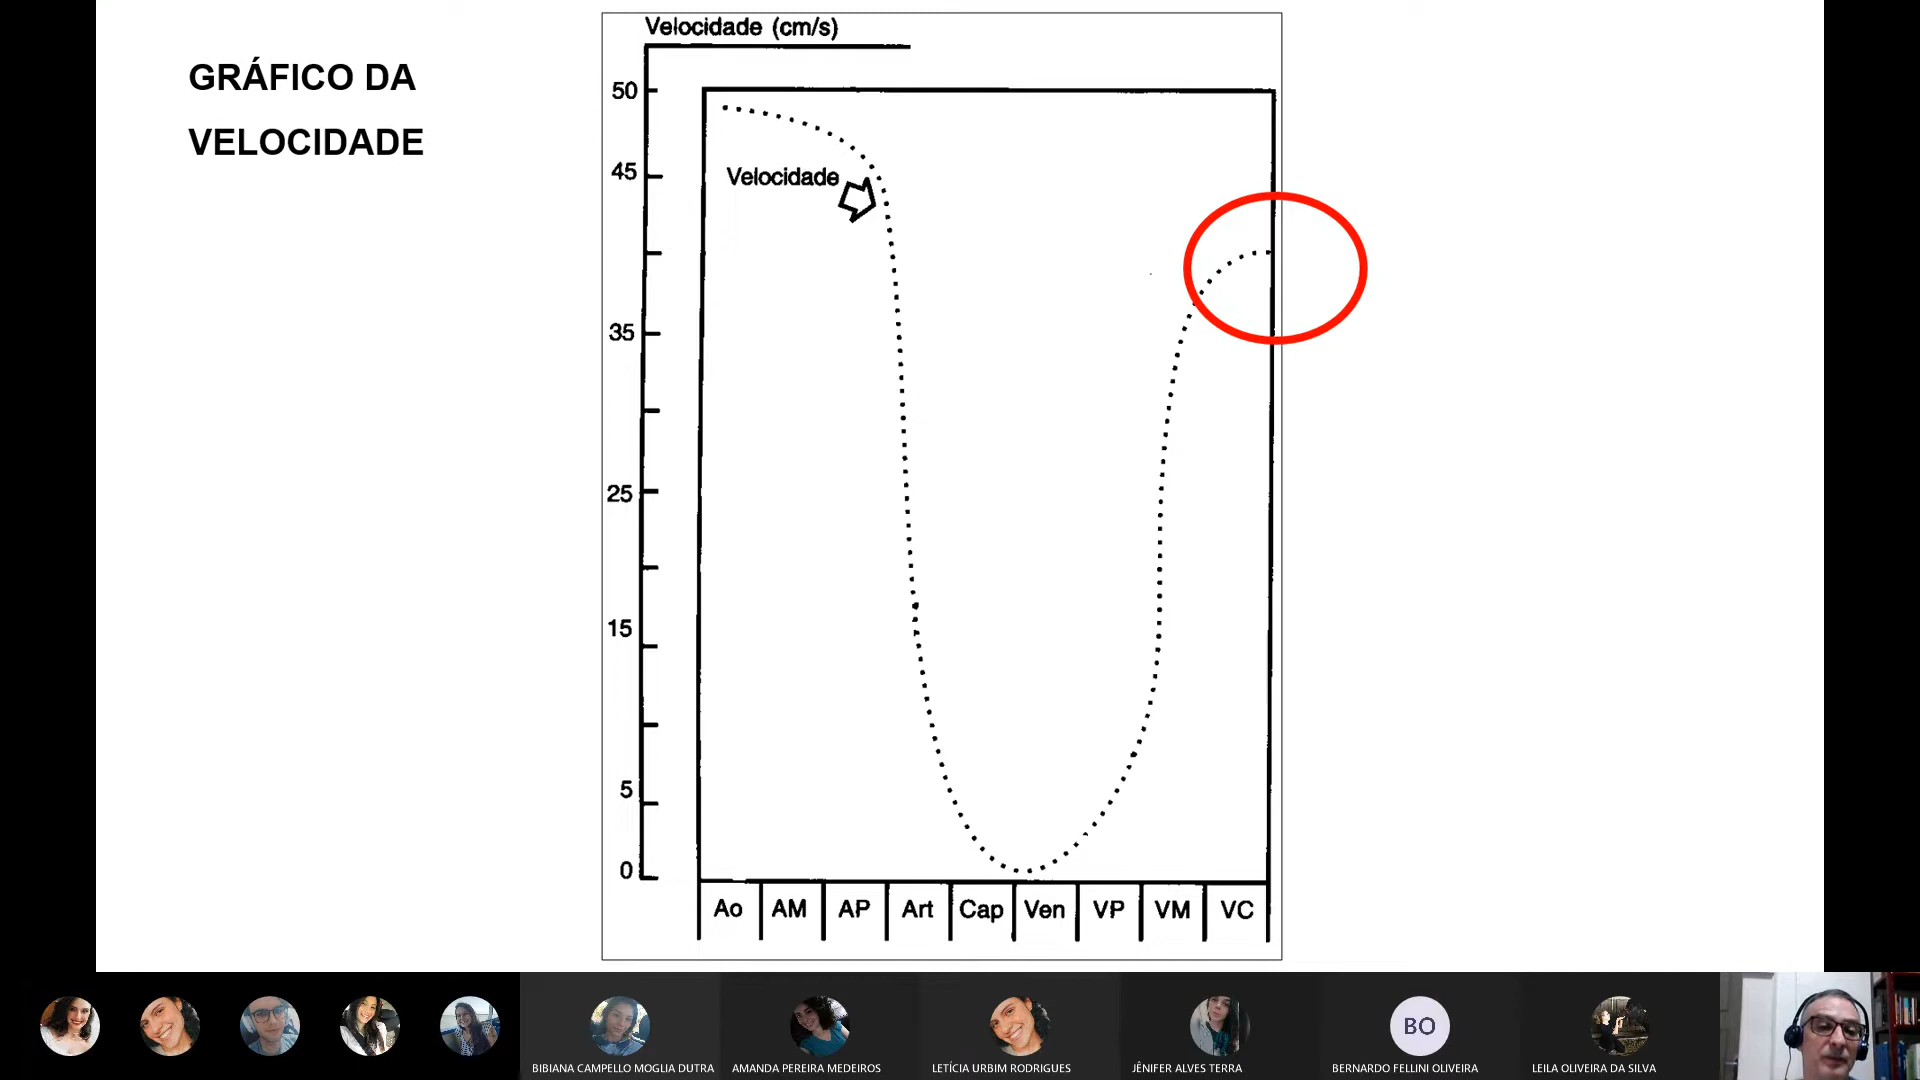 GRÁFICO DA
VELOCIDADE
Velocidade (cm/s)
50
45
35
25
15
5
0
Velocidade
Ao AM AP Art Cap Ven VP VM VC
BO
BIBIANA CAMPELLO MOGLIA DUTRA
AMANDA PEREIRA MEDEIROS
LETÍCIA URBIM RODRIGUES
JÊNIFER ALVES TERRA
BERNARDO FELLINI OLIVEIRA
LEILA OLIVEIRA DA SILVA